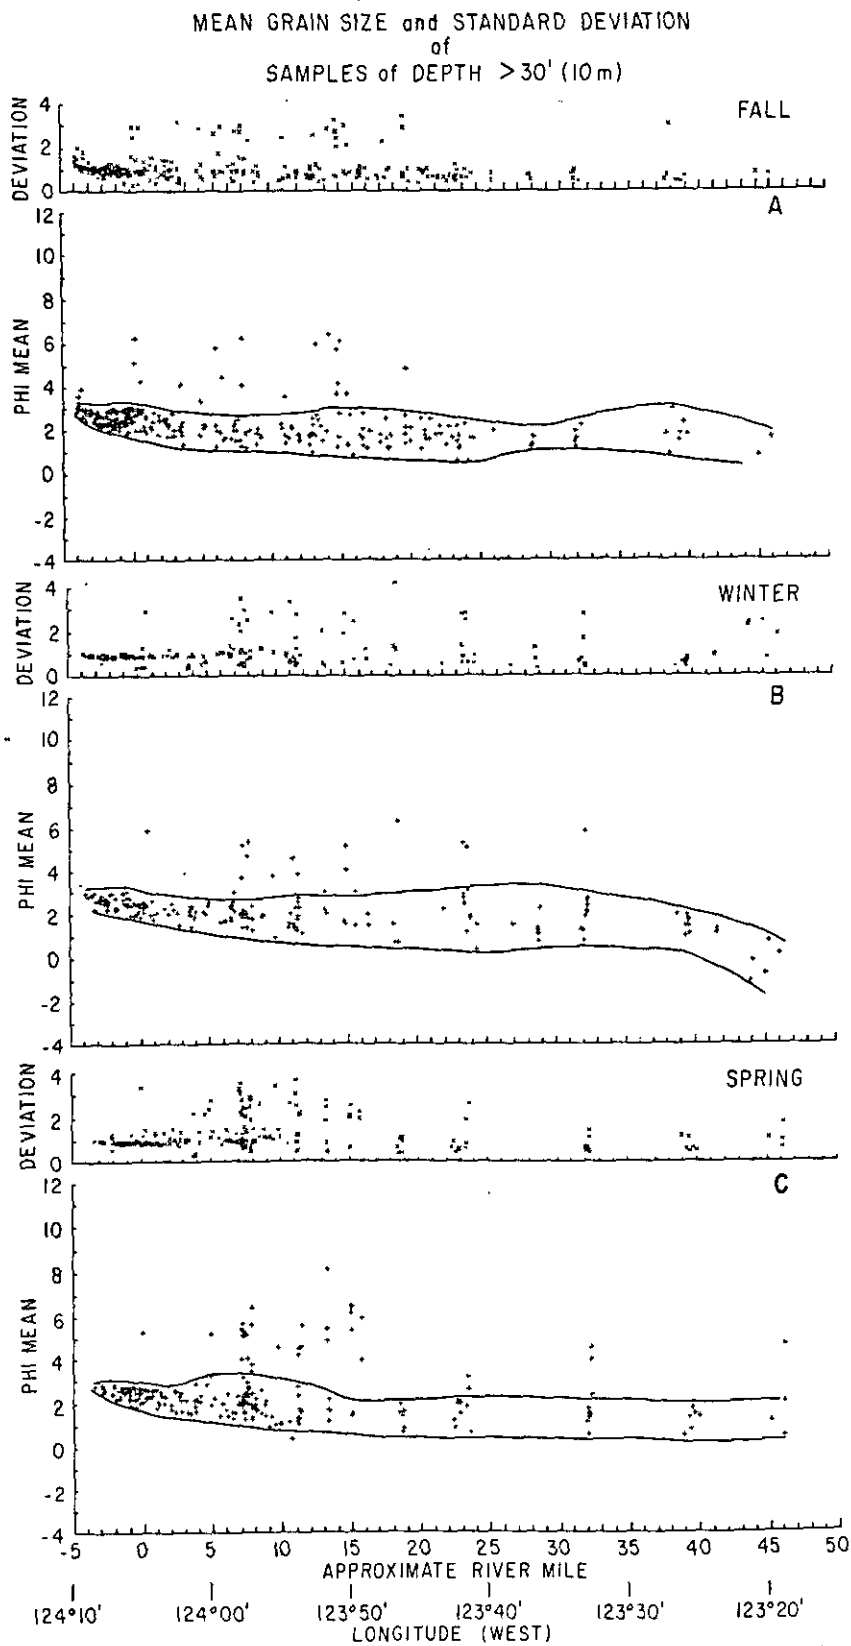 MEAN GRAIN SIZE and STANDARD DEVIATION
of
SAMPLES of DEPTH >30' (10m)
FALL
DEVIATION
4
2
0
A
PHI MEAN
12
10
8
6
4
2
0
-2
-4
WINTER
DEVIATION
4
2
0
B
PHI MEAN
12
10
8
6
4
2
0
-2
-4
SPRING
DEVIATION
4
2
0
C
PHI MEAN
12
10
8
6
4
2
0
-2
-4
-5 0 5 10 15 20 25 30 35 40 45 50
APPROXIMATE RIVER MILE
124°10' 124°00' 123°50' 123°40' 123°30' 123°20'
LONGITUDE (WEST)